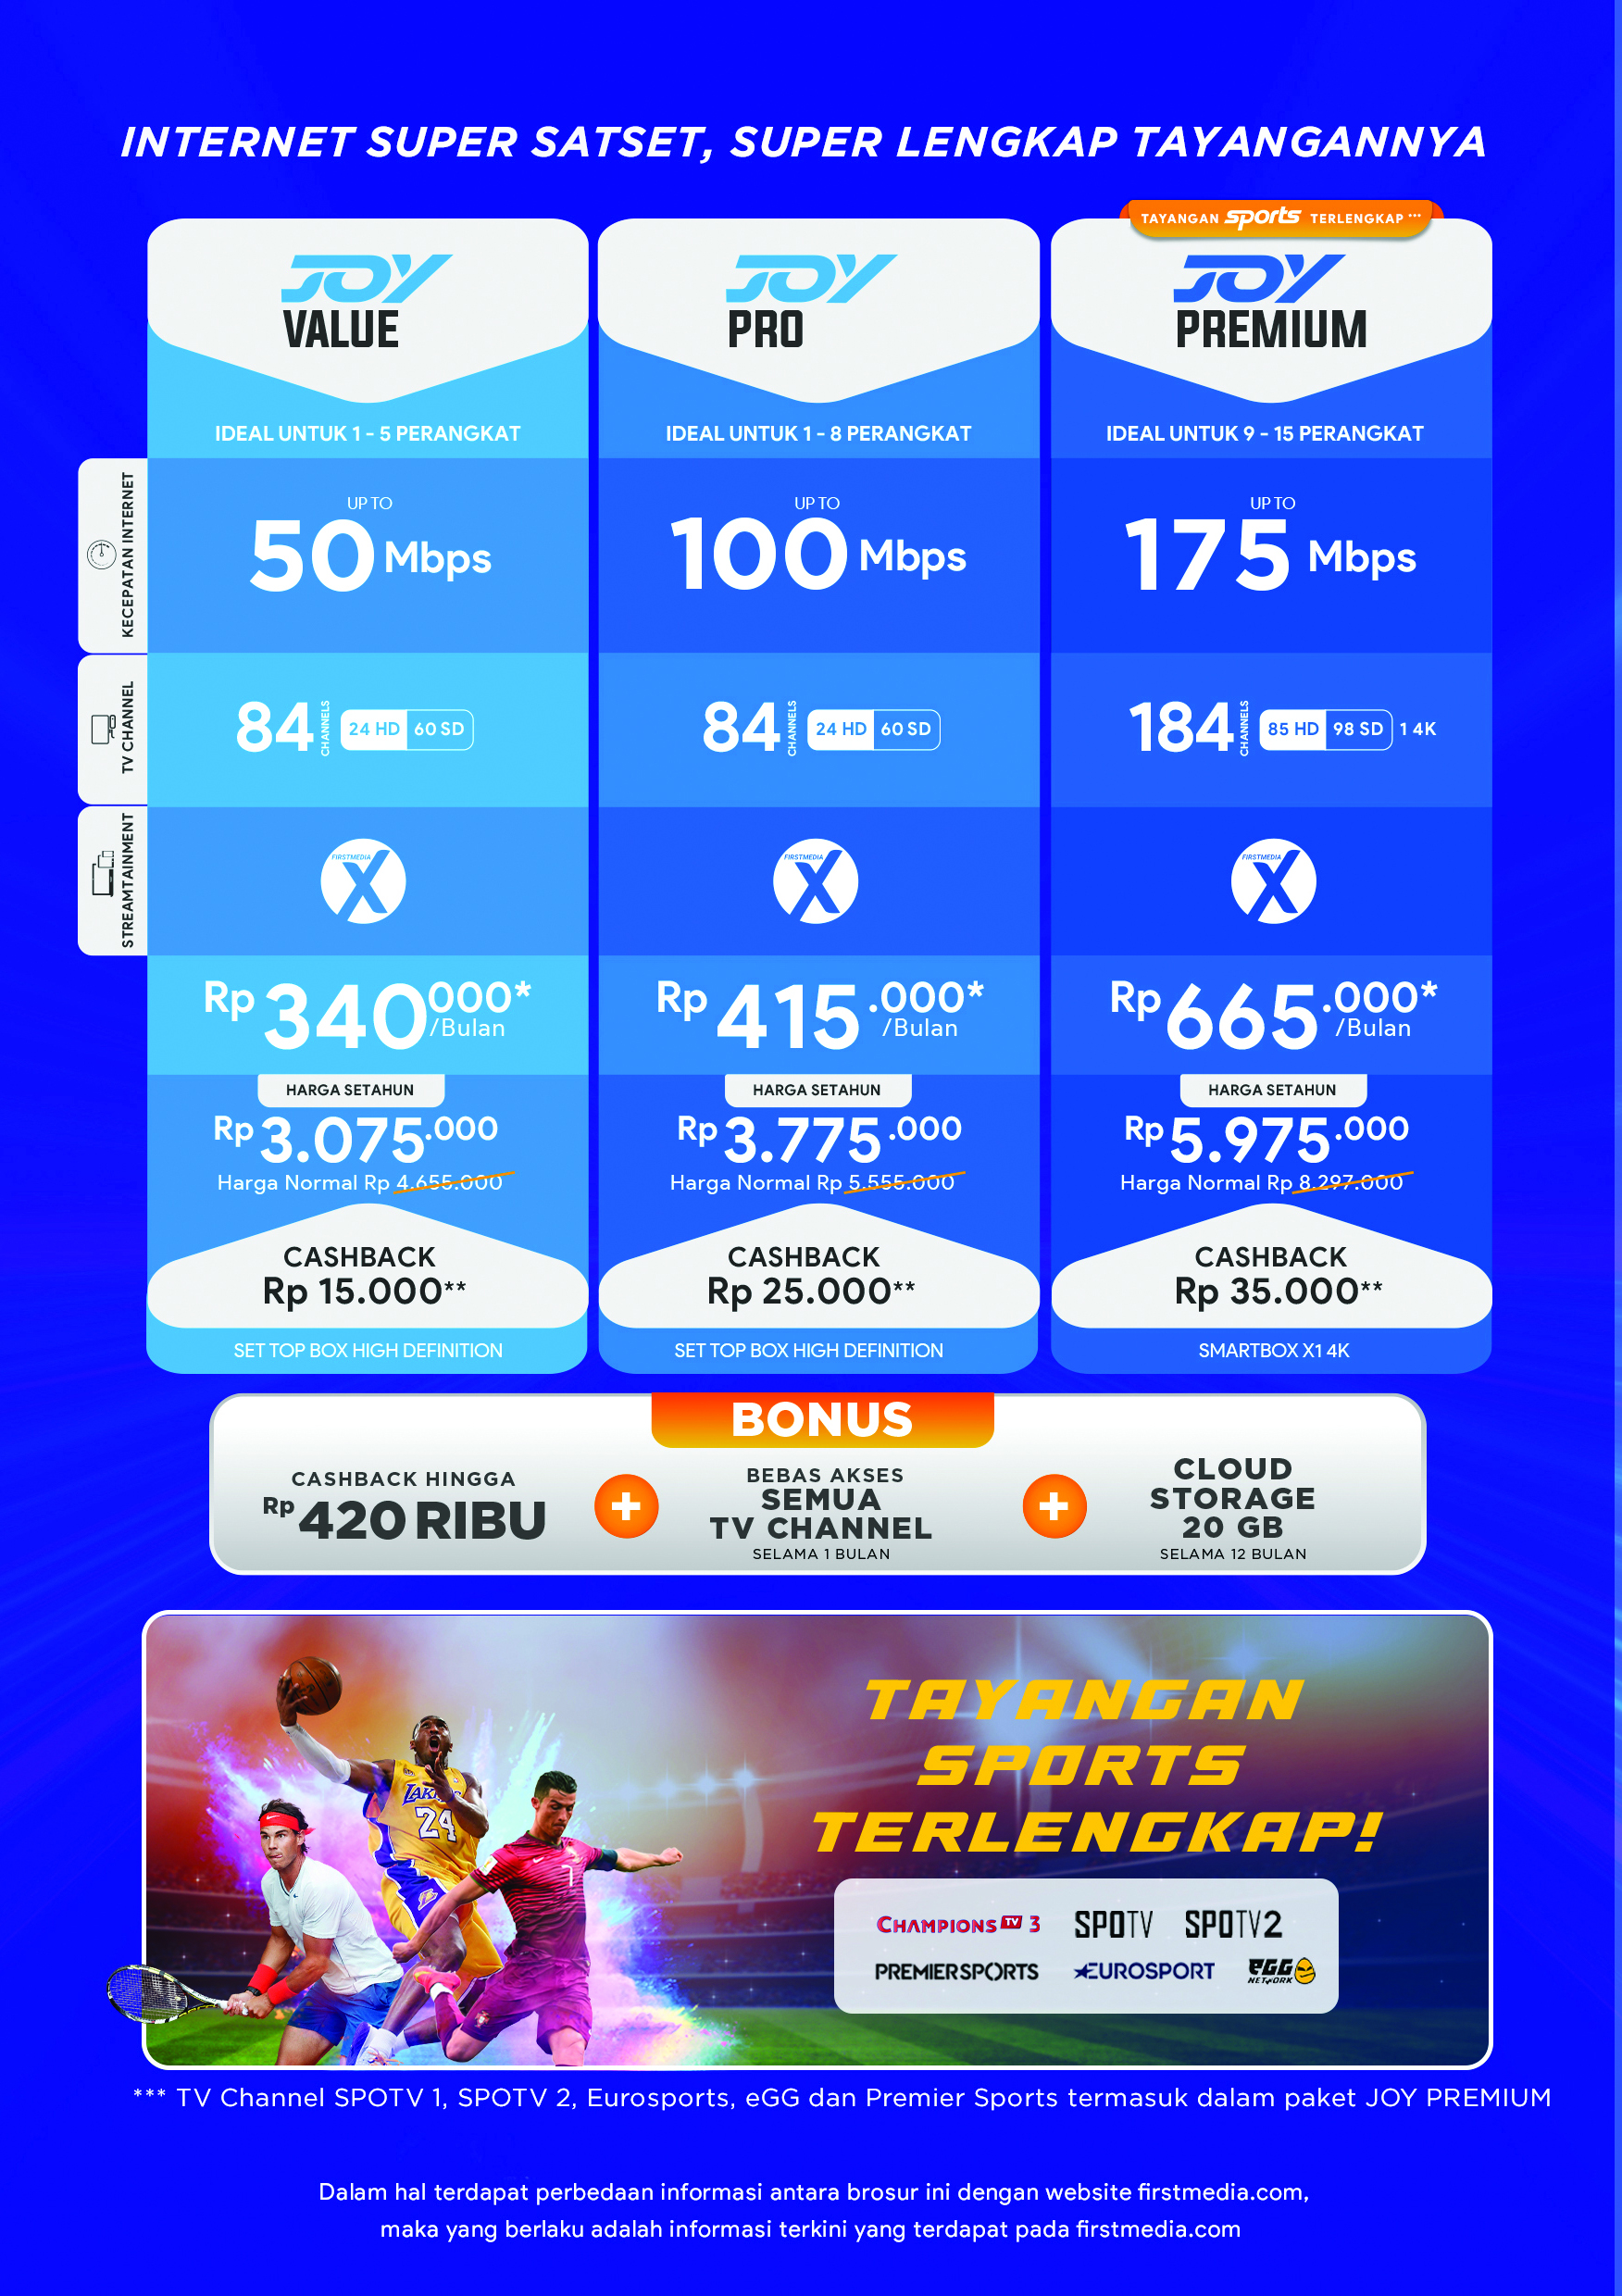 INTERNET SUPER SATSET, SUPER LENGKAP TAYANGANNYA
TAYANGAN sports TERLENGKAP ***
JOY
VALUE
JOY
PRO
JOY
PREMIUM
IDEAL UNTUK 1 - 5 PERANGKAT
IDEAL UNTUK 1 - 8 PERANGKAT
IDEAL UNTUK 9 - 15 PERANGKAT
KECEPATAN INTERNET
UP TO
50 Mbps
UP TO
100 Mbps
UP TO
175 Mbps
TV CHANNEL
84 CHANNELS 24 HD 60 SD
84 CHANNELS 24 HD 60 SD
184 CHANNELS 85 HD 98 SD 1 4K
STREAMTAINMENT
FIRSTMEDIA
X
FIRSTMEDIA
X
FIRSTMEDIA
X
Rp 340 000*
/Bulan
Rp 415.000*
/Bulan
Rp 665.000*
/Bulan
HARGA SETAHUN
Rp 3.075.000
Harga Normal Rp 4.655.000
HARGA SETAHUN
Rp 3.775.000
Harga Normal Rp 5.555.000
HARGA SETAHUN
Rp 5.975.000
Harga Normal Rp 8.297.000
CASHBACK
Rp 15.000**
CASHBACK
Rp 25.000**
CASHBACK
Rp 35.000**
SET TOP BOX HIGH DEFINITION
SET TOP BOX HIGH DEFINITION
SMARTBOX X1 4K
BONUS
CASHBACK HINGGA
Rp 420 RIBU
+
BEBAS AKSES
SEMUA
TV CHANNEL
SELAMA 1 BULAN
+
CLOUD
STORAGE
20 GB
SELAMA 12 BULAN
TAYANGAN
SPORTS
TERLENGKAP!
24
7
CHAMPIONS TV 3
SPOTV
SPOTV2
PREMIER SPORTS
EUROSPORT
eGG
NETWORK
*** TV Channel SPOTV 1, SPOTV 2, Eurosports, eGG dan Premier Sports termasuk dalam paket JOY PREMIUM
Dalam hal terdapat perbedaan informasi antara brosur ini dengan website firstmedia.com,
maka yang berlaku adalah informasi terkini yang terdapat pada firstmedia.com